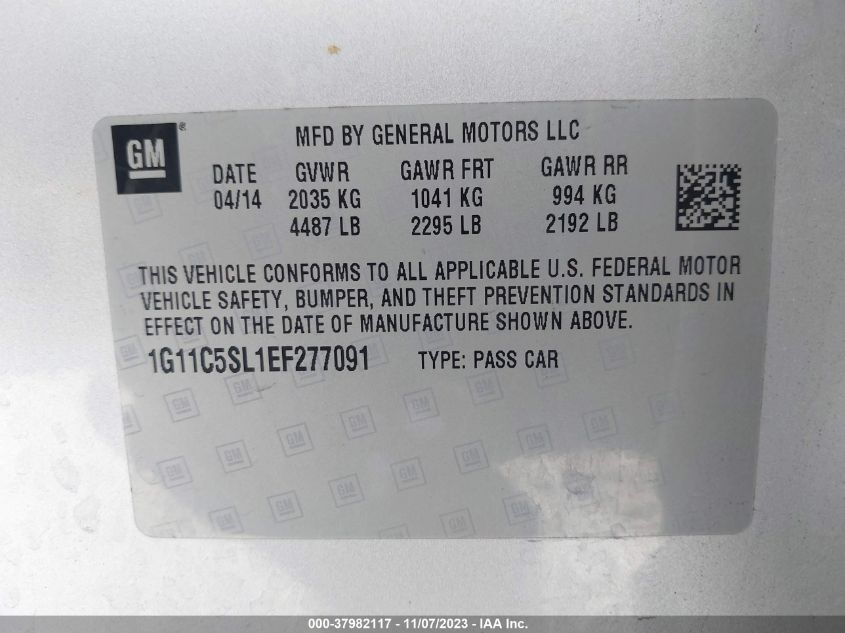 GM ®
MFD BY GENERAL MOTORS LLC
DATE GVWR GAWR FRT GAWR RR
04/14 2035 KG 1041 KG 994 KG
4487 LB 2295 LB 2192 LB
THIS VEHICLE CONFORMS TO ALL APPLICABLE U.S. FEDERAL MOTOR
VEHICLE SAFETY, BUMPER, AND THEFT PREVENTION STANDARDS IN
EFFECT ON THE DATE OF MANUFACTURE SHOWN ABOVE.
1G11C5SL1EF277091 TYPE: PASS CAR
000-37982117 - 11/07/2023 - IAA Inc.